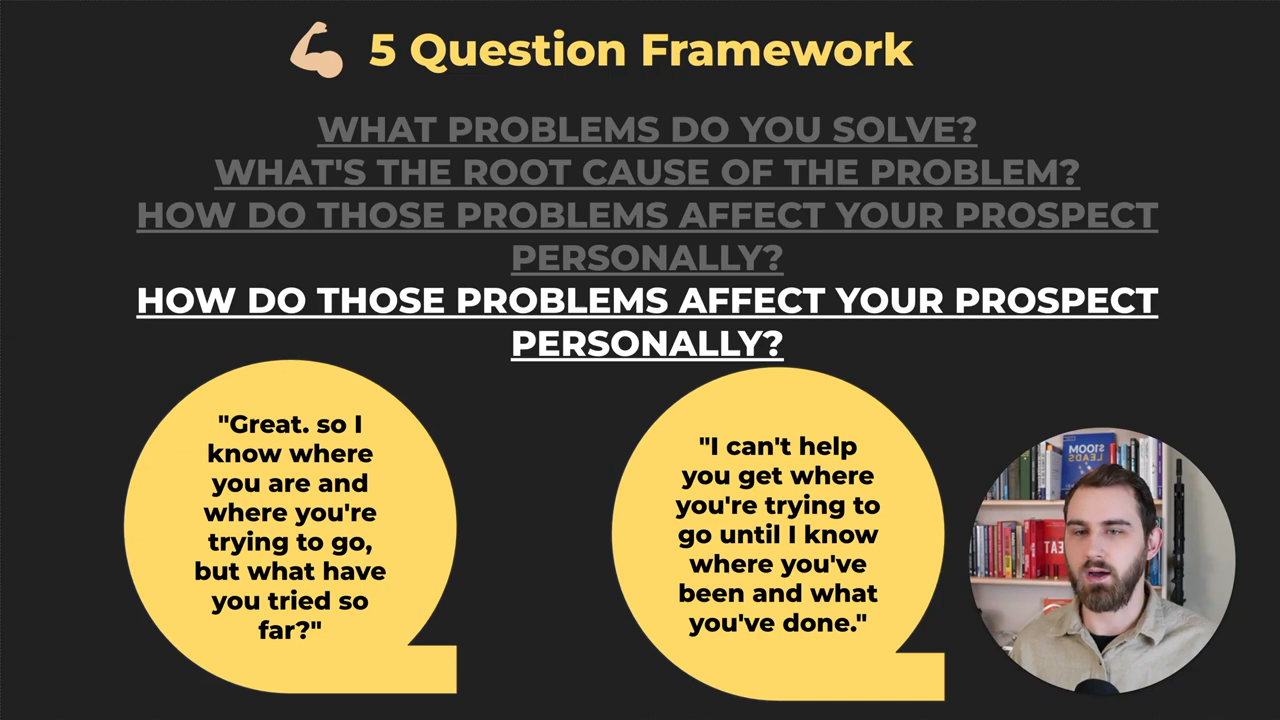 5 Question Framework
WHAT PROBLEMS DO YOU SOLVE?
WHAT'S THE ROOT CAUSE OF THE PROBLEM?
HOW DO THOSE PROBLEMS AFFECT YOUR PROSPECT
PERSONALLY?
HOW DO THOSE PROBLEMS AFFECT YOUR PROSPECT
PERSONALLY?
"Great. so I
know where
you are and
where you're
trying to go,
but what have
you tried so
far?"
"I can't help
you get where
you're trying to
go until I know
where you've
been and what
you've done."
$100M
LEADS